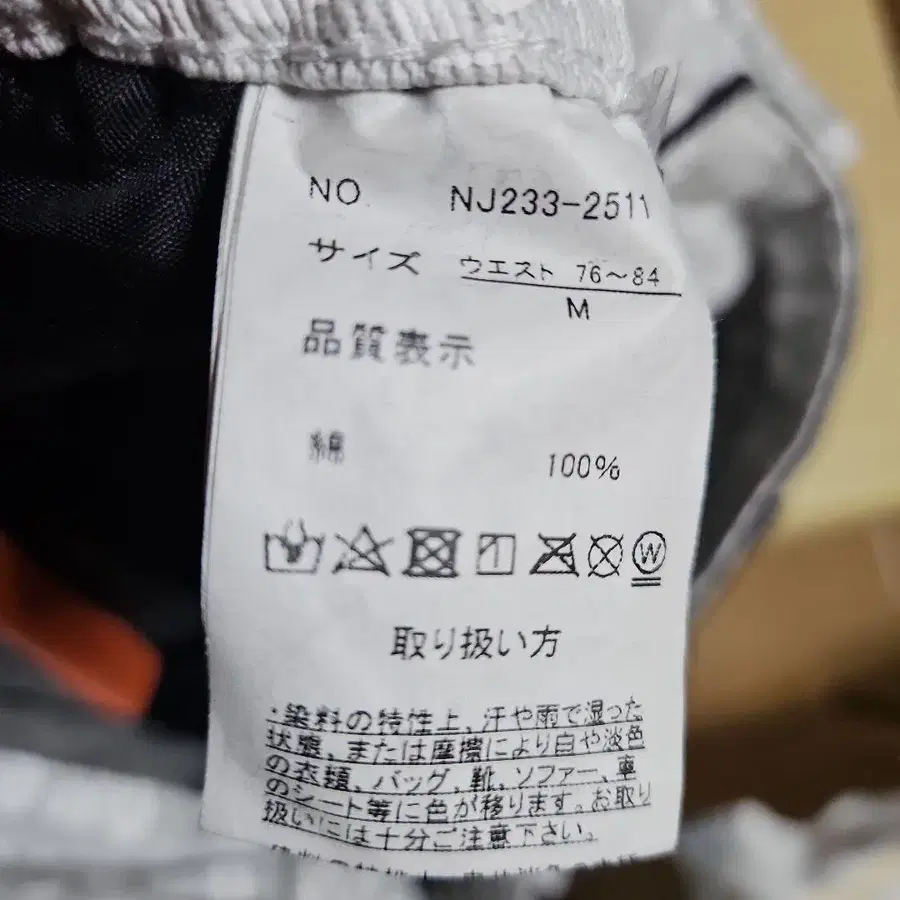 NO NJ233-2511
サイズ ウエスト 76～84
M
品質表示
綿 100%
W
取り扱い方
・染料の特性上、汗や雨で湿った
状態、または摩擦により白や淡色
の衣類、バッグ、靴、ソファー、車
のシート等に色が移ります。お取り
扱いには十分ご注意下さい。